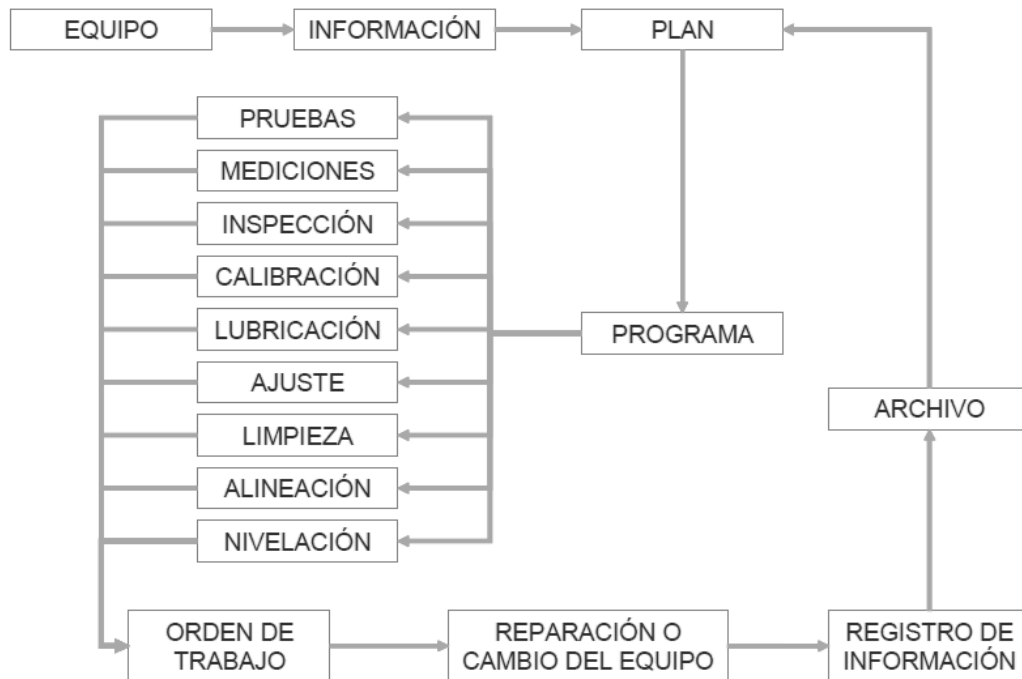 EQUIPO
INFORMACIÓN
PLAN
PRUEBAS
MEDICIONES
INSPECCIÓN
CALIBRACIÓN
LUBRICACIÓN
PROGRAMA
AJUSTE
ARCHIVO
LIMPIEZA
ALINEACIÓN
NIVELACIÓN
ORDEN DE
TRABAJO
REPARACIÓN O
CAMBIO DEL EQUIPO
REGISTRO DE
INFORMACIÓN